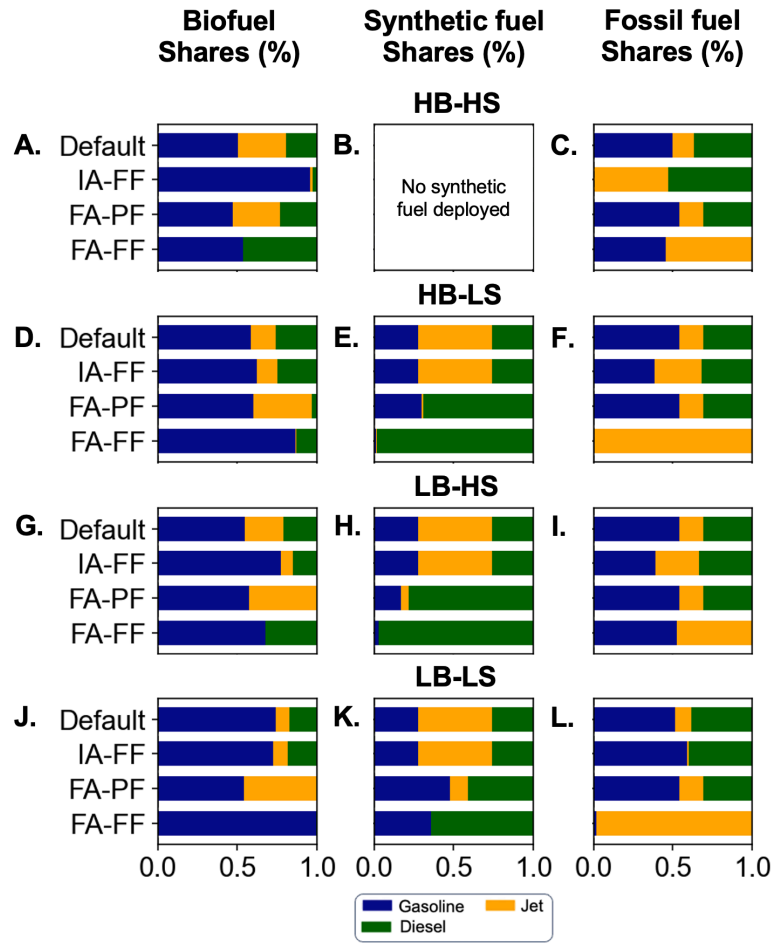 Biofuel Shares (%)
Synthetic fuel Shares (%)
Fossil fuel Shares (%)
HB-HS
A.
Default
IA-FF
FA-PF
FA-FF
B.
No synthetic
fuel deployed
C.
HB-LS
D.
Default
IA-FF
FA-PF
FA-FF
E.
F.
LB-HS
G.
Default
IA-FF
FA-PF
FA-FF
H.
I.
LB-LS
J.
Default
IA-FF
FA-PF
FA-FF
K.
L.
0.0 0.5 1.0
0.0 0.5 1.0
0.0 0.5 1.0
Gasoline
Jet
Diesel